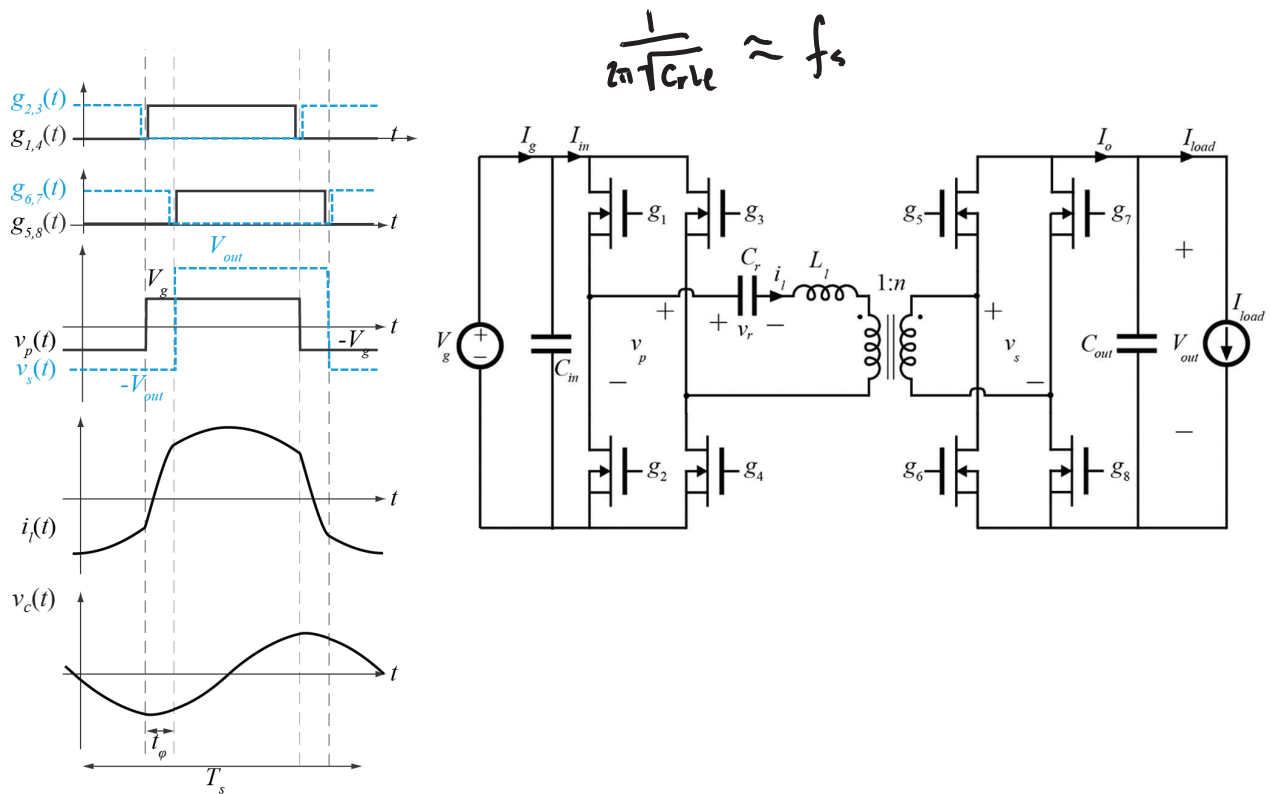 1 / 2π√CrLe ≈ fs
g2,3(t)
g1,4(t)
t
g6,7(t)
g5,8(t)
t
Vout
Vg
t
vp(t)
-Vg
vs(t)
-Vout
t
il(t)
vc(t)
t
tφ
Ts
Ig
Iin
Io
Iload
g1
g3
g5
g7
Cr
il
Ll
1:n
+
+
vr
−
+
+
Vg
+
−
Cin
vp
−
vs
−
Cout
Vout
Iload
−
g2
g4
g6
g8